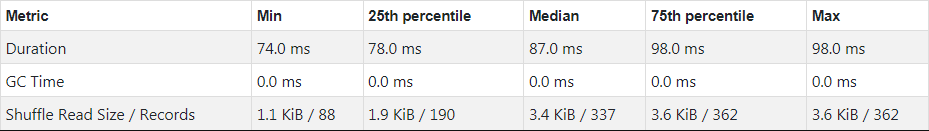 Metric Min 25th percentile Median 75th percentile Max
Duration 74.0 ms 78.0 ms 87.0 ms 98.0 ms 98.0 ms
GC Time 0.0 ms 0.0 ms 0.0 ms 0.0 ms 0.0 ms
Shuffle Read Size / Records 1.1 KiB / 88 1.9 KiB / 190 3.4 KiB / 337 3.6 KiB / 362 3.6 KiB / 362